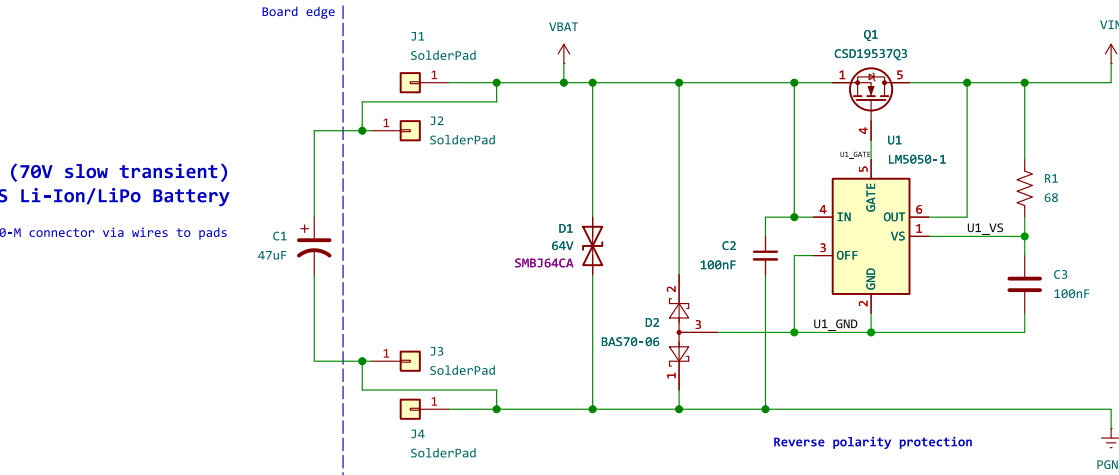 Board edge
J1
SolderPad
1
VBAT
Q1
CSD19537Q3
VIN
1
5
1
J2
SolderPad
4
U1
LM5050-1
U1_GATE
(70V slow transient)
S Li-Ion/LiPo Battery
0-M connector via wires to pads
5
GATE
R1
68
4
IN
OUT
6
C1
47uF
D1
64V
SMBJ64CA
C2
100nF
VS
1
U1_VS
3
OFF
GND
2
C3
100nF
2
D2
BAS70-06
3
U1_GND
1
1
J3
SolderPad
1
J4
SolderPad
Reverse polarity protection
PGN